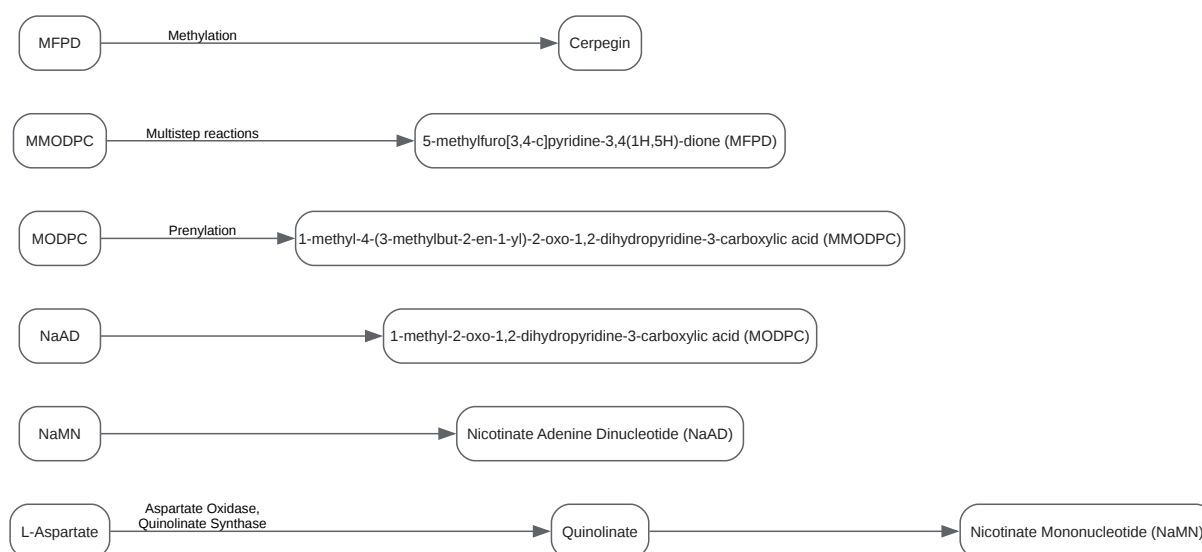 MFPD
Methylation
Cerpegin
MMODPC
Multistep reactions
5-methylfuro[3,4-c]pyridine-3,4(1H,5H)-dione (MFPD)
MODPC
Prenylation
1-methyl-4-(3-methylbut-2-en-1-yl)-2-oxo-1,2-dihydropyridine-3-carboxylic acid (MMODPC)
NaAD
1-methyl-2-oxo-1,2-dihydropyridine-3-carboxylic acid (MODPC)
NaMN
Nicotinate Adenine Dinucleotide (NaAD)
L-Aspartate
Aspartate Oxidase,
Quinolinate Synthase
Quinolinate
Nicotinate Mononucleotide (NaMN)